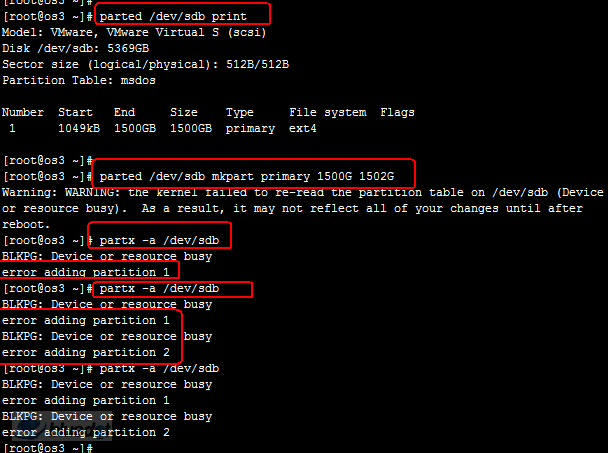 [root@os3 ~]#
[root@os3 ~]# parted /dev/sdb print
Model: VMware, VMware Virtual S (scsi)
Disk /dev/sdb: 5369GB
Sector size (logical/physical): 512B/512B
Partition Table: msdos
Number  Start   End     Size    Type     File system  Flags
 1      1049kB  1500GB  1500GB  primary  ext4
[root@os3 ~]#
[root@os3 ~]# parted /dev/sdb mkpart primary 1500G 1502G
Warning: WARNING: the kernel failed to re-read the partition table on /dev/sdb (Device
or resource busy).  As a result, it may not reflect all of your changes until after
reboot.
[root@os3 ~]# partx -a /dev/sdb
BLKPG: Device or resource busy
error adding partition 1
[root@os3 ~]# partx -a /dev/sdb
BLKPG: Device or resource busy
error adding partition 1
BLKPG: Device or resource busy
error adding partition 2
[root@os3 ~]# partx -a /dev/sdb
BLKPG: Device or resource busy
error adding partition 1
BLKPG: Device or resource busy
error adding partition 2
[root@os3 ~]#